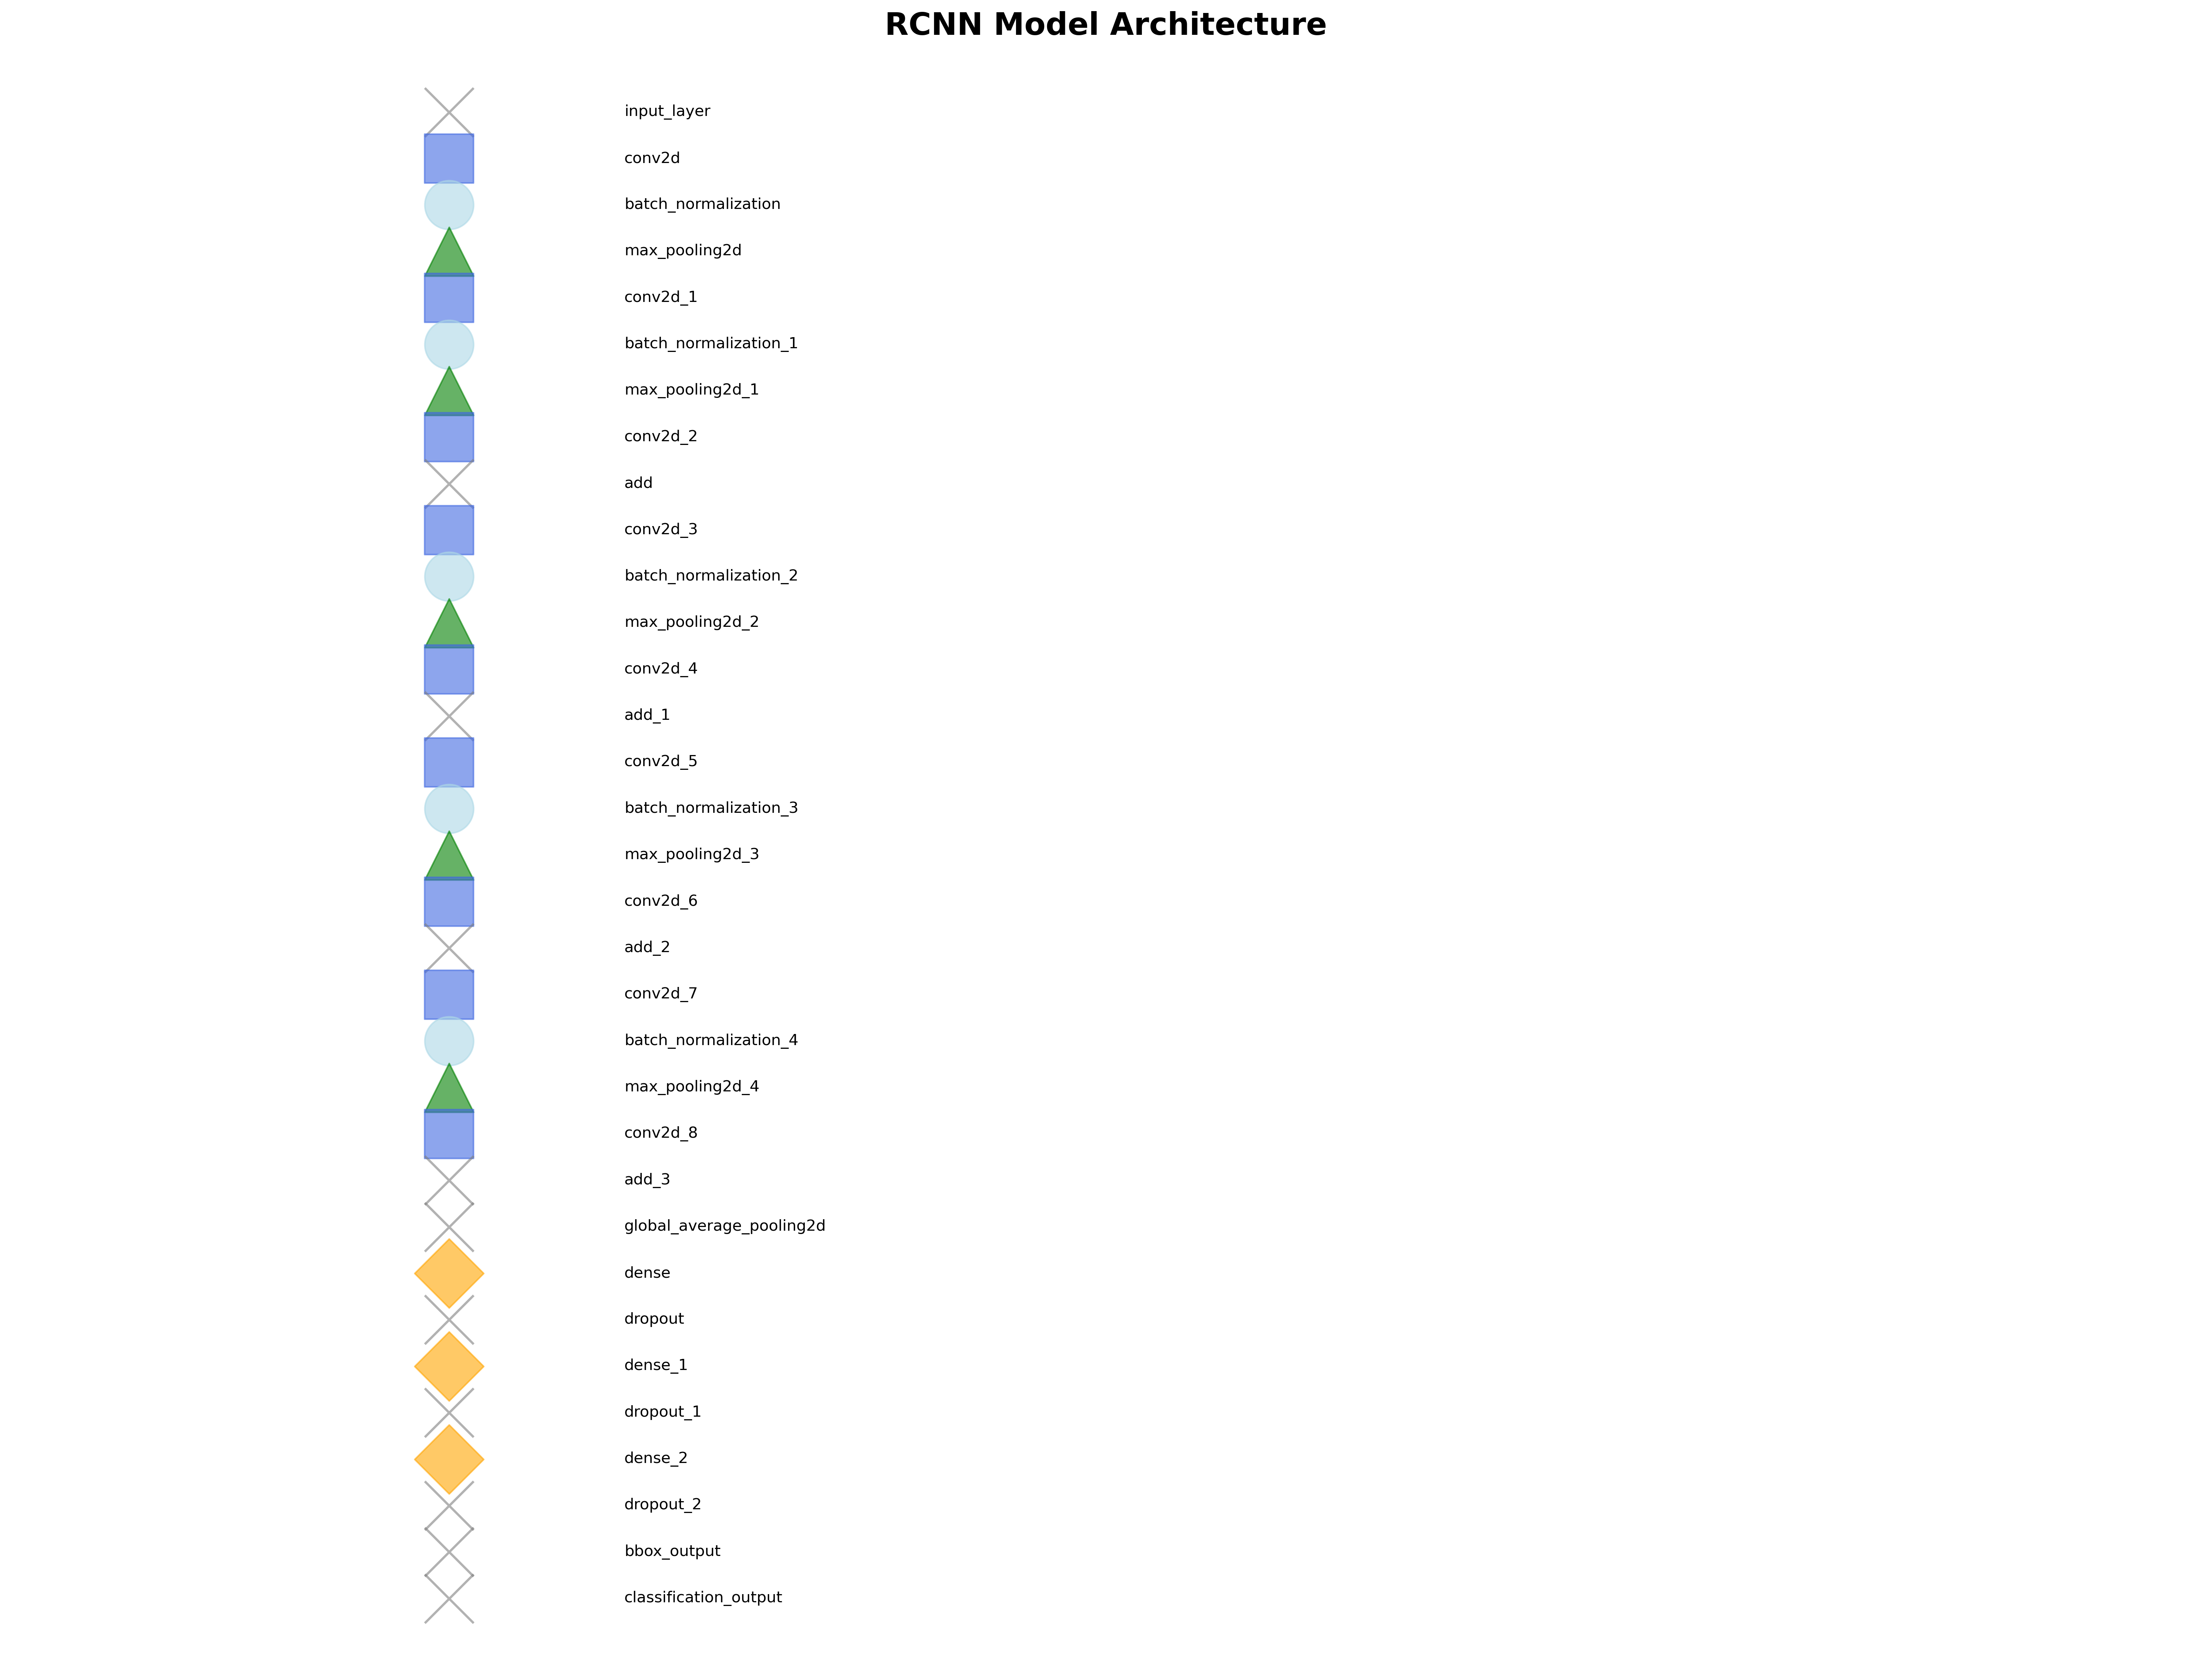 RCNN Model Architecture
input_layer
conv2d
batch_normalization
max_pooling2d
conv2d_1
batch_normalization_1
max_pooling2d_1
conv2d_2
add
conv2d_3
batch_normalization_2
max_pooling2d_2
conv2d_4
add_1
conv2d_5
batch_normalization_3
max_pooling2d_3
conv2d_6
add_2
conv2d_7
batch_normalization_4
max_pooling2d_4
conv2d_8
add_3
global_average_pooling2d
dense
dropout
dense_1
dropout_1
dense_2
dropout_2
bbox_output
classification_output